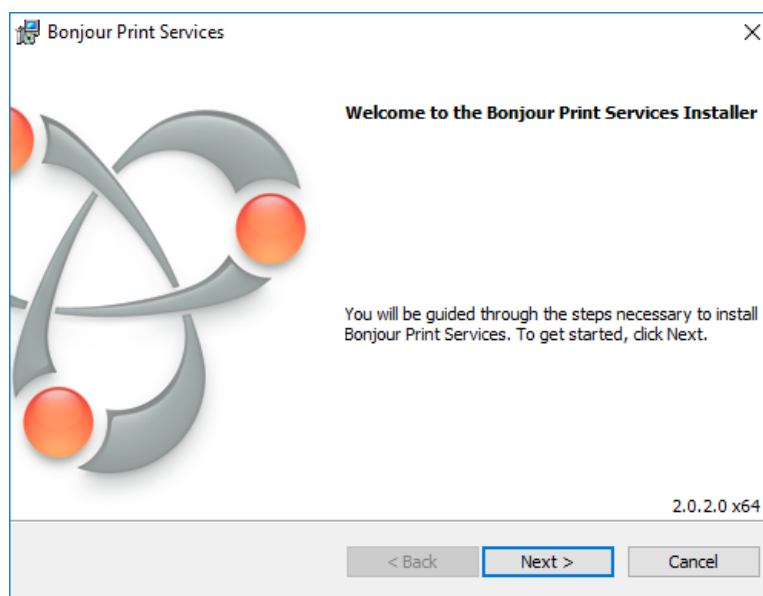 Bonjour Print Services
Welcome to the Bonjour Print Services Installer
You will be guided through the steps necessary to install
Bonjour Print Services. To get started, click Next.
2.0.2.0 x64
< Back
Next >
Cancel